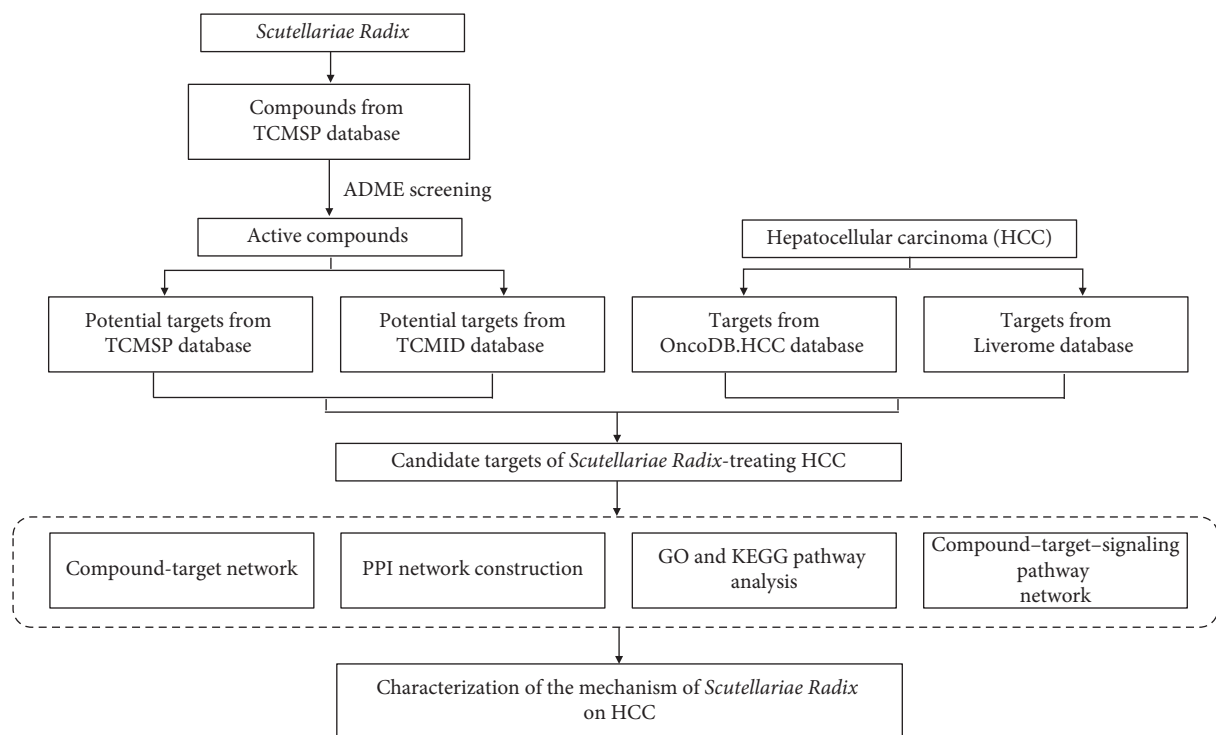 Scutellariae Radix
Compounds from
TCMSP database
ADME screening
Active compounds
Hepatocellular carcinoma (HCC)
Potential targets from
TCMSP database
Potential targets from
TCMID database
Targets from
OncoDB.HCC database
Targets from
Liverome database
Candidate targets of Scutellariae Radix-treating HCC
Compound-target network
PPI network construction
GO and KEGG pathway
analysis
Compound–target–signaling
pathway
network
Characterization of the mechanism of Scutellariae Radix
on HCC